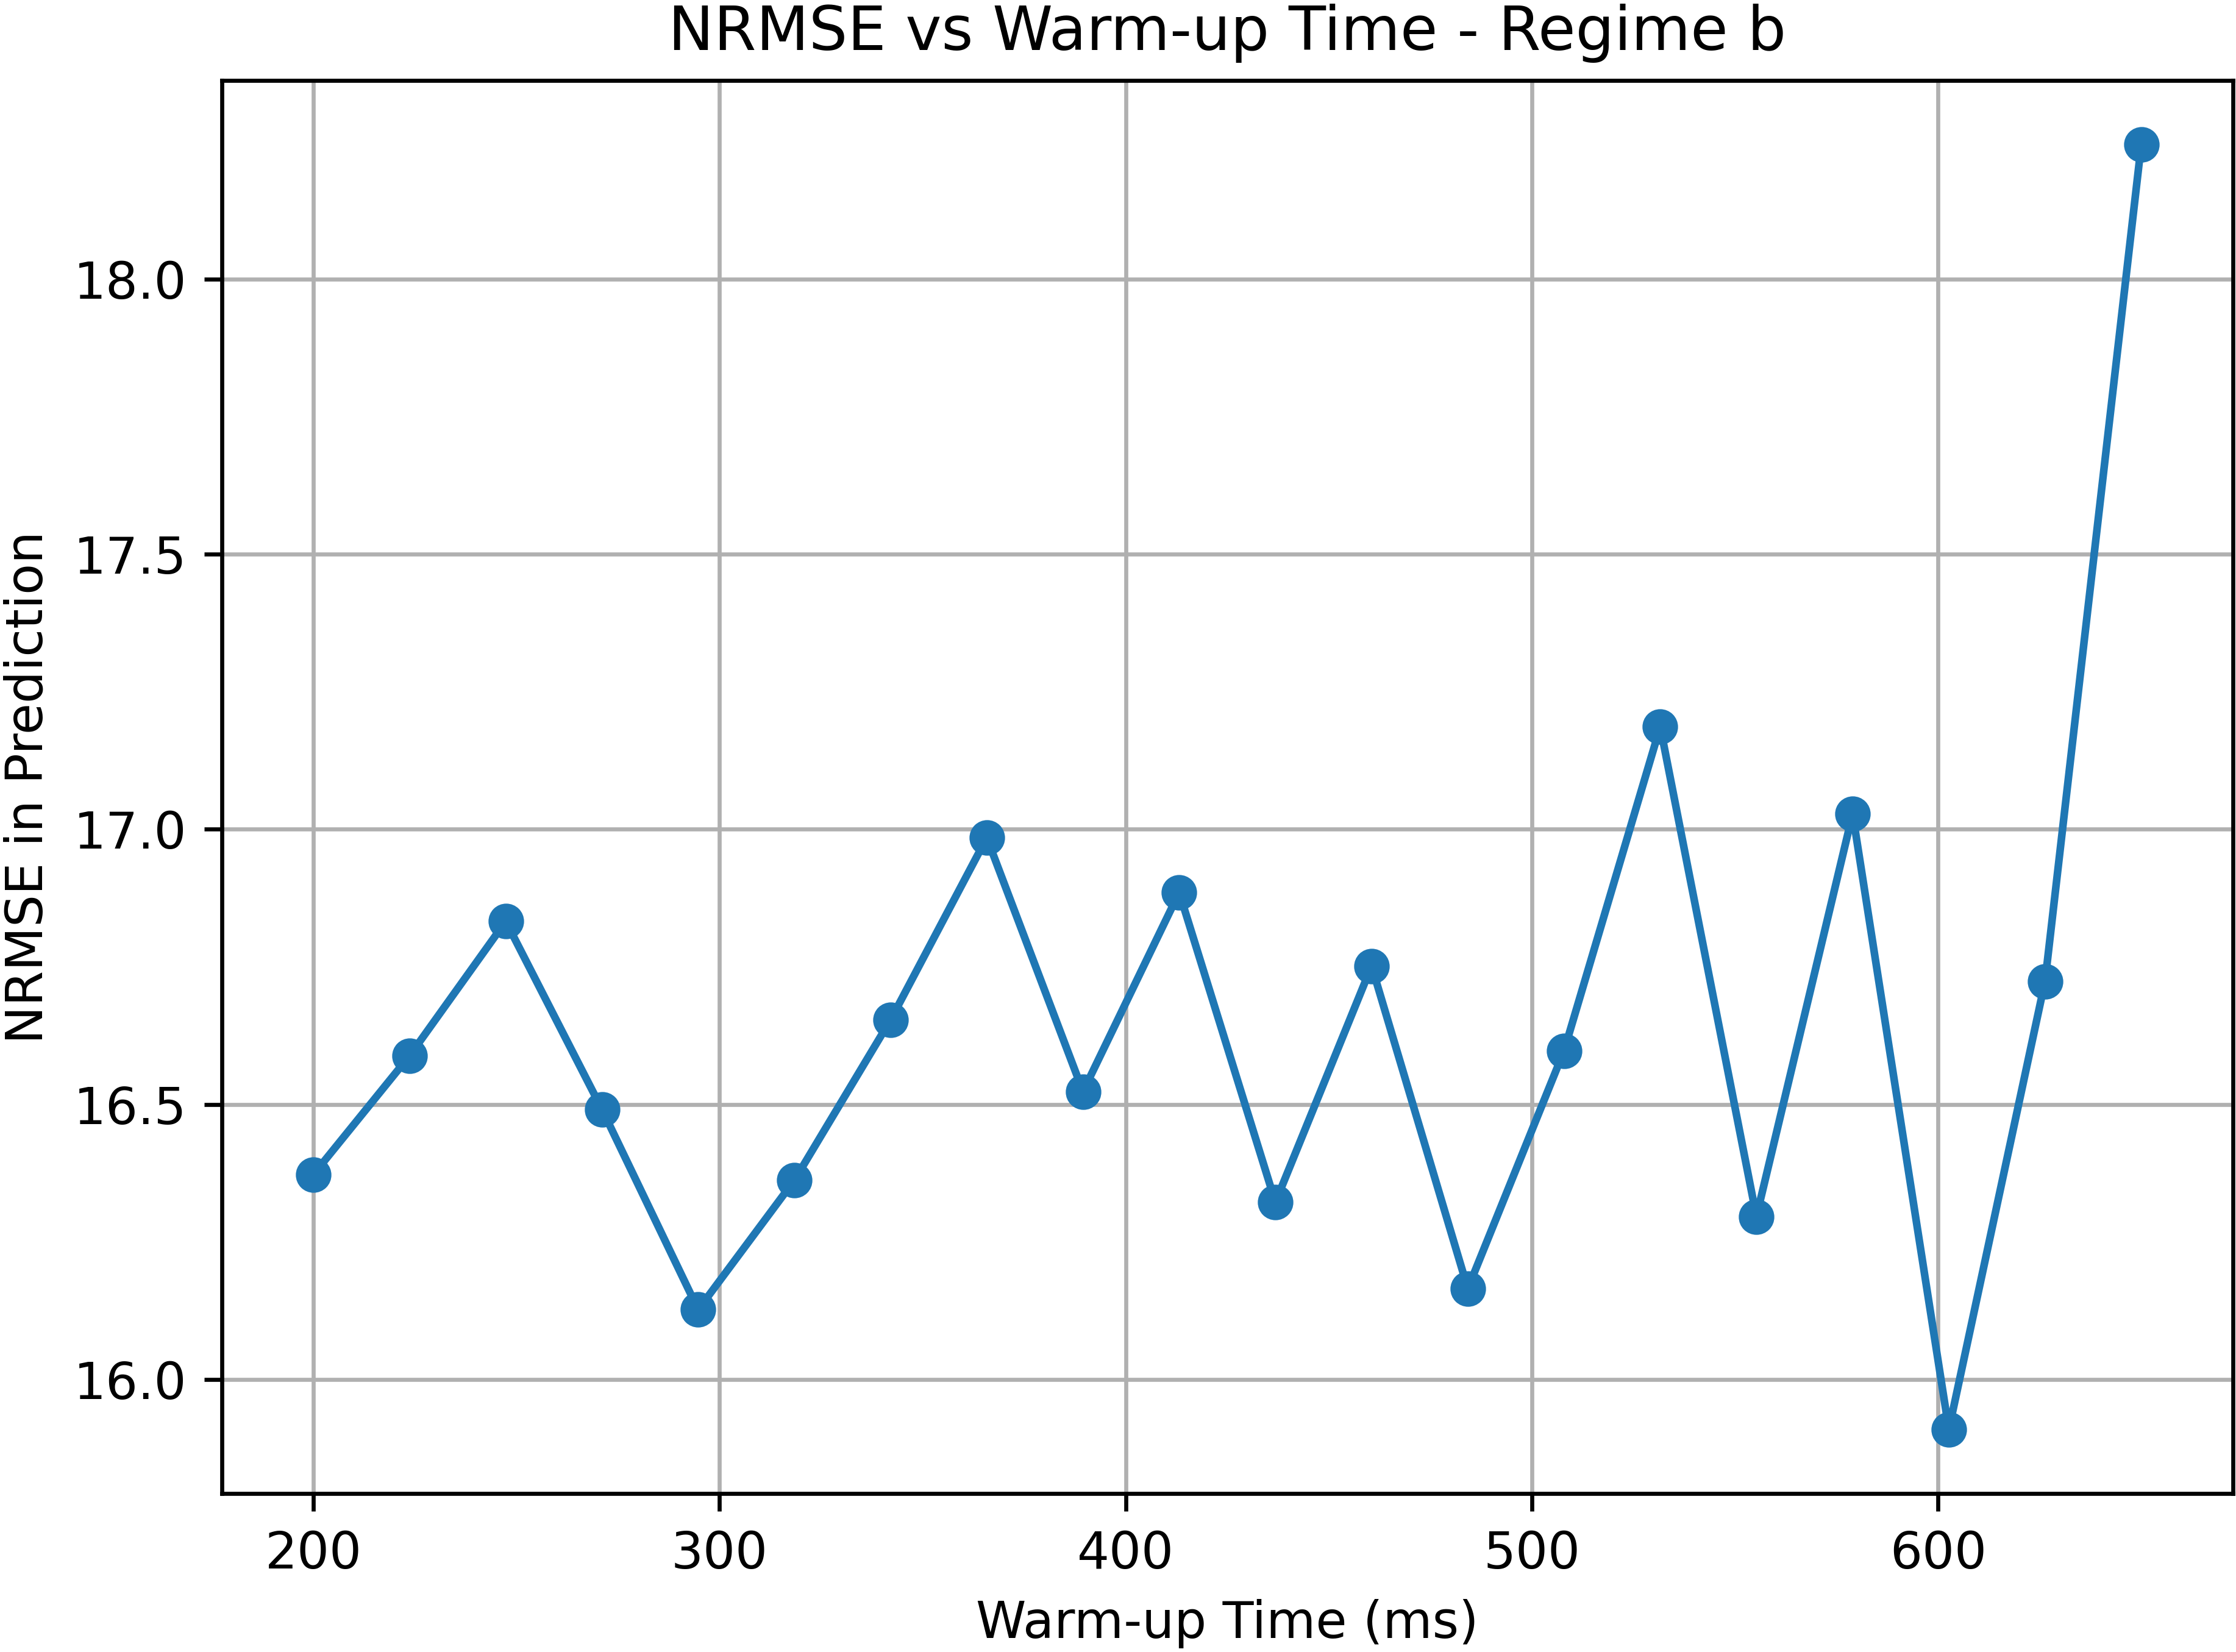 NRMSE vs Warm-up Time - Regime b
NRMSE in Prediction
18.0
17.5
17.0
16.5
16.0
200 300 400 500 600
Warm-up Time (ms)